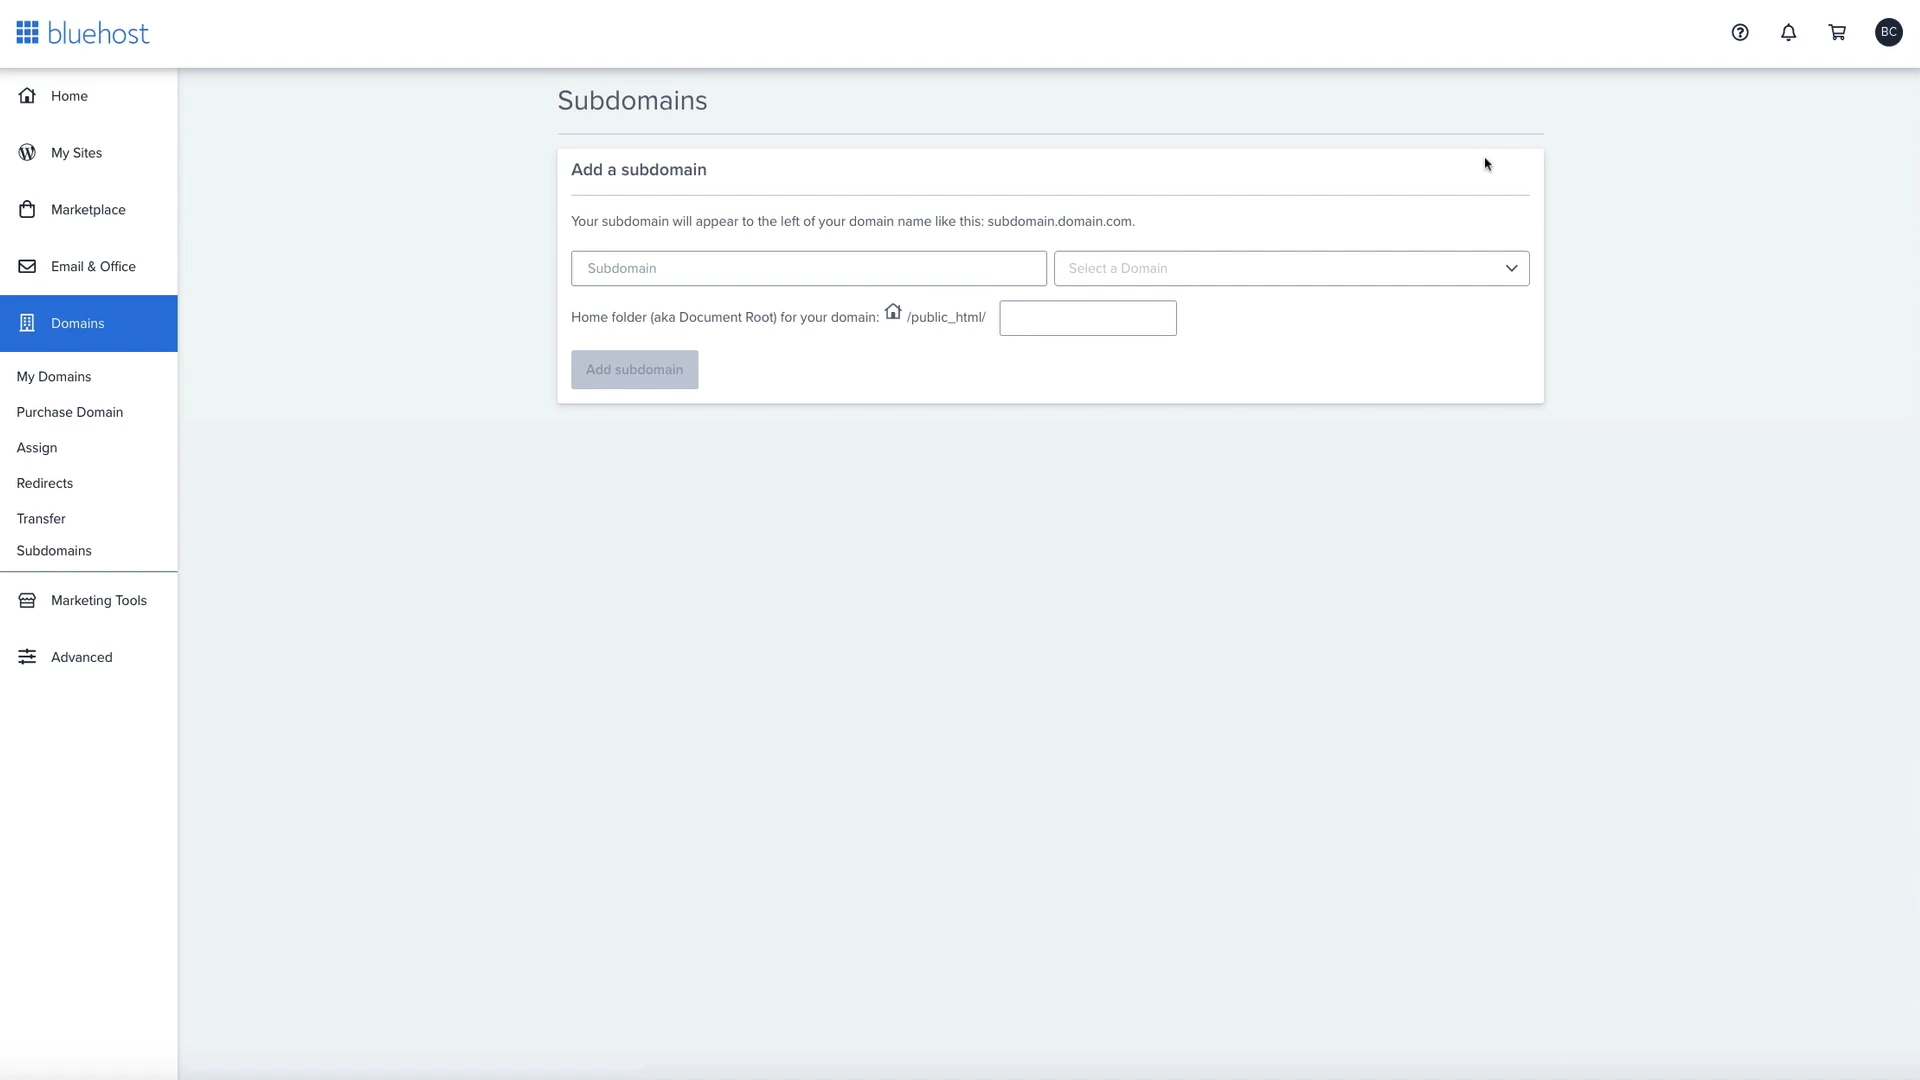 bluehost
BC
Home
My Sites
Marketplace
Email & Office
Domains
My Domains
Purchase Domain
Assign
Redirects
Transfer
Subdomains
Marketing Tools
Advanced
Subdomains
Add a subdomain
Your subdomain will appear to the left of your domain name like this: subdomain.domain.com.
Subdomain
Select a Domain
Home folder (aka Document Root) for your domain: /public_html/
Add subdomain